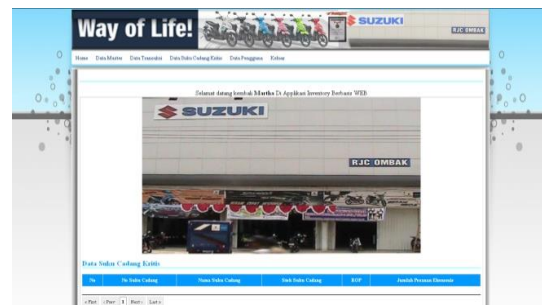 Way of Life!
SUZUKI
RJC OMBAK
Home Data Master Data Transaksi Data Suku Cadang Kritis Data Pengguna Keluar
Selamat datang kembali Martha Di Applikasi Inventory Berbasis WEB
SUZUKI
RJC OMBAK
Data Suku Cadang Kritis
No No Suku Cadang Nama Suku Cadang Stok Suku Cadang ROP Jumlah Pesanan Ekonomis
« First ‹ Prev 1 Next › Last »